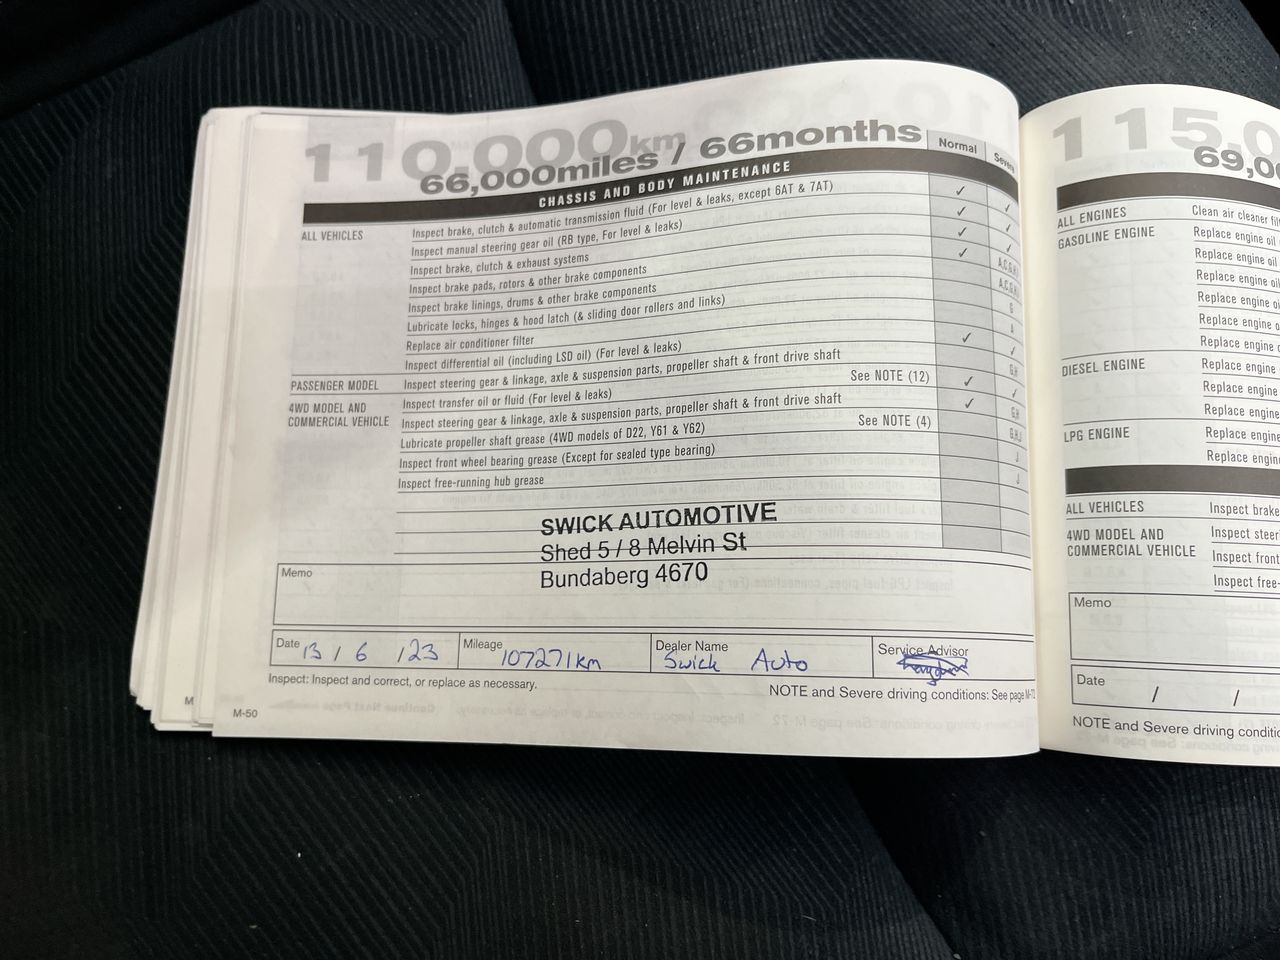 110,000km
66,000miles / 66months
Normal
Severe
CHASSIS AND BODY MAINTENANCE
ALL VEHICLES
Inspect brake, clutch & automatic transmission fluid (For level & leaks, except 6AT & 7AT) ✓ ✓
Inspect manual steering gear oil (RB type, For level & leaks) ✓ ✓
Inspect brake, clutch & exhaust systems ✓ ✓
Inspect brake pads, rotors & other brake components ✓ A,C,G,H
Inspect brake linings, drums & other brake components A,C,G,H
Lubricate locks, hinges & hood latch (& sliding door rollers and links) G
Replace air conditioner filter
Inspect differential oil (including LSD oil) (For level & leaks) ✓ ✓
PASSENGER MODEL Inspect steering gear & linkage, axle & suspension parts, propeller shaft & front drive shaft G,H
4WD MODEL AND
COMMERCIAL VEHICLE
Inspect transfer oil or fluid (For level & leaks) See NOTE (12) ✓ ✓
Inspect steering gear & linkage, axle & suspension parts, propeller shaft & front drive shaft ✓ G,H
Lubricate propeller shaft grease (4WD models of D22, Y61 & Y62) See NOTE (4) G,H,J
Inspect front wheel bearing grease (Except for sealed type bearing) J
Inspect free-running hub grease J
SWICK AUTOMOTIVE
Shed 5 / 8 Melvin St
Bundaberg 4670
Memo
Date 13 / 6 / 23 Mileage 107271km Dealer Name Swick Auto Service Advisor
Inspect: Inspect and correct, or replace as necessary.
NOTE and Severe driving conditions: See page M-72
M-50
115,0
69,00
ALL ENGINES Clean air cleaner
GASOLINE ENGINE Replace engine oil
Replace engine oil
Replace engine oil
Replace engine
Replace engine
Replace engine
DIESEL ENGINE Replace engine
Replace engine
Replace engine
LPG ENGINE Replace engine
Replace engine
ALL VEHICLES Inspect brake
4WD MODEL AND
COMMERCIAL VEHICLE
Inspect steer
Inspect front
Inspect free-
Memo
Date / /
NOTE and Severe driving